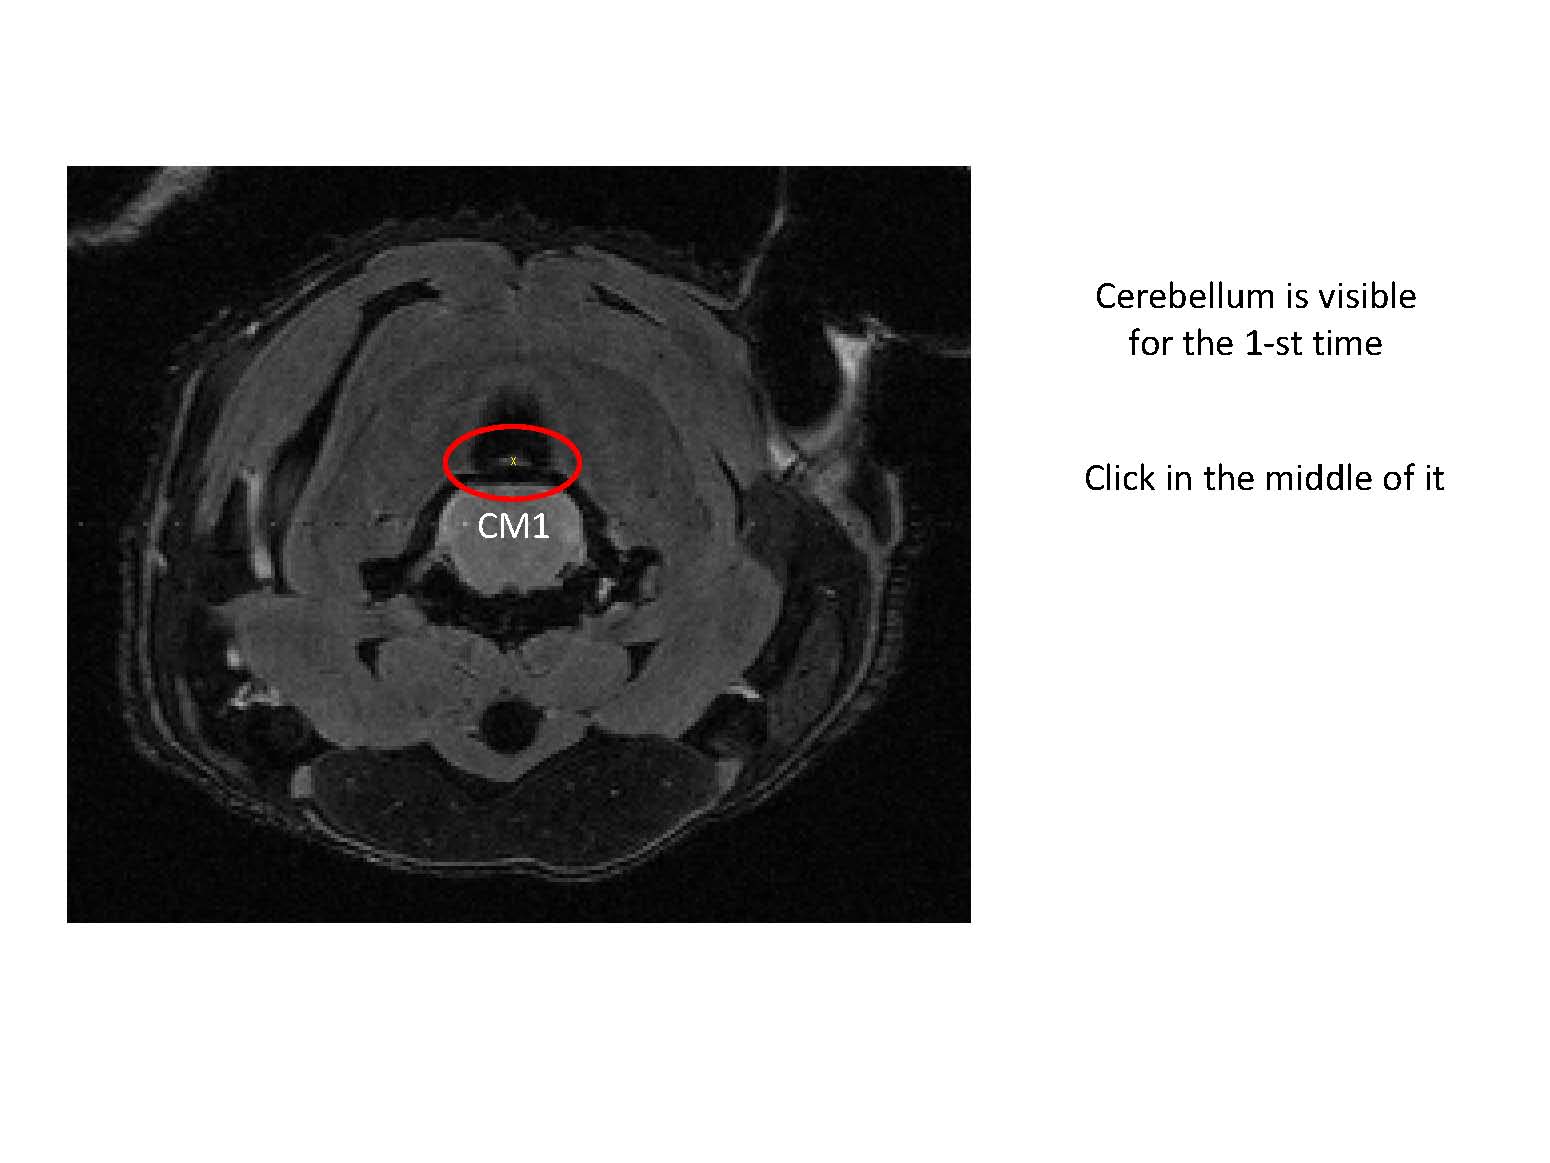 Cerebellum is visible
for the 1-st time
x
CM1
Click in the middle of it